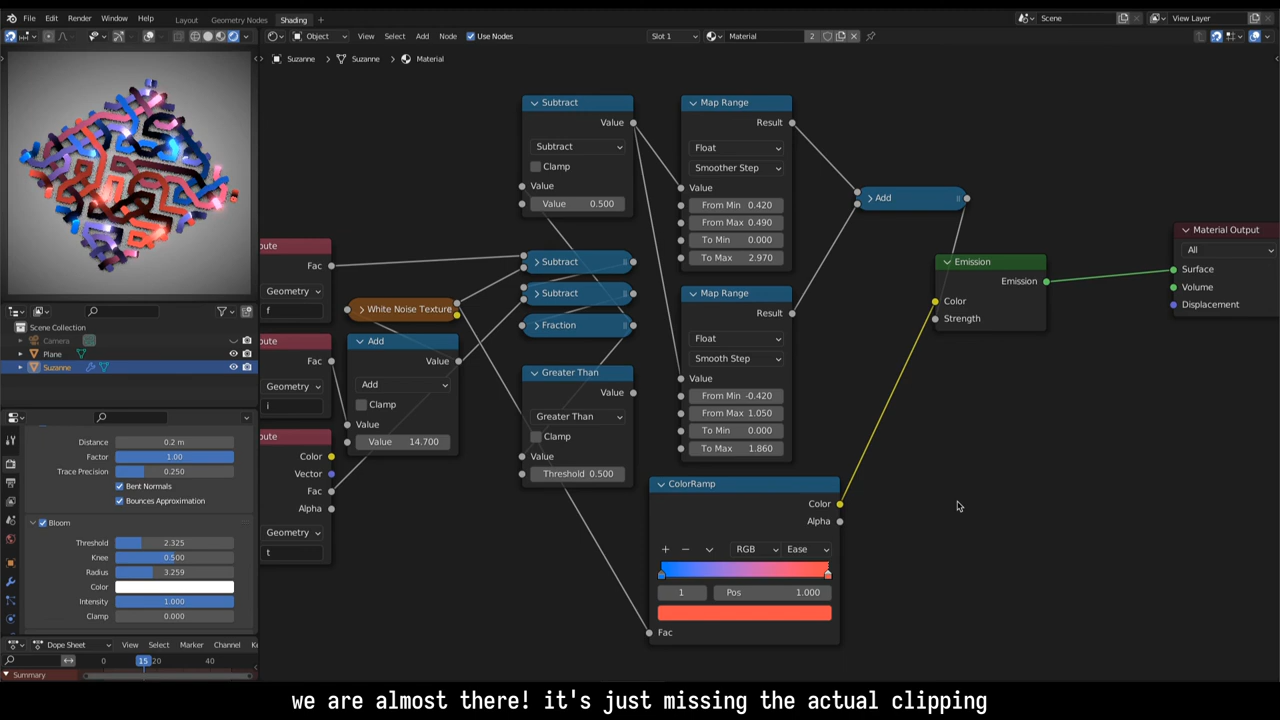 File Edit Render Window Help Layout Geometry Nodes Shading + Scene View Layer
Object View Select Add Node Use Nodes Slot 1 Material 2
Suzanne > Suzanne > Material
Subtract
Value
Subtract
Clamp
Value
Value 0.500
Map Range
Result
Float
Smoother Step
Value
From Min 0.420
From Max 0.490
To Min 0.000
To Max 2.970
Add
Material Output
All
Surface
Volume
Displacement
Emission
Emission
Color
Strength
bute
Fac
Geometry
f
Subtract
Subtract
Fraction
White Noise Texture
Map Range
Result
Float
Smooth Step
Value
From Min -0.420
From Max 1.050
To Min 0.000
To Max 1.860
bute
Fac
Geometry
i
Add
Value
Add
Clamp
Value
Value 14.700
Greater Than
Value
Greater Than
Clamp
Value
Threshold 0.500
bute
Color
Vector
Fac
Alpha
Geometry
t
ColorRamp
Color
Alpha
+ − RGB Ease
1 Pos 1.000
Fac
Scene Collection
Camera
Plane
Suzanne
Distance 0.2 m
Factor 1.00
Trace Precision 0.250
Bent Normals
Bounces Approximation
Bloom
Threshold 2.325
Knee 0.500
Radius 3.259
Color
Intensity 1.000
Clamp 0.000
Dope Sheet View Select Marker Channel Ke
0 15 20 40
Summary
we are almost there! it's just missing the actual clipping